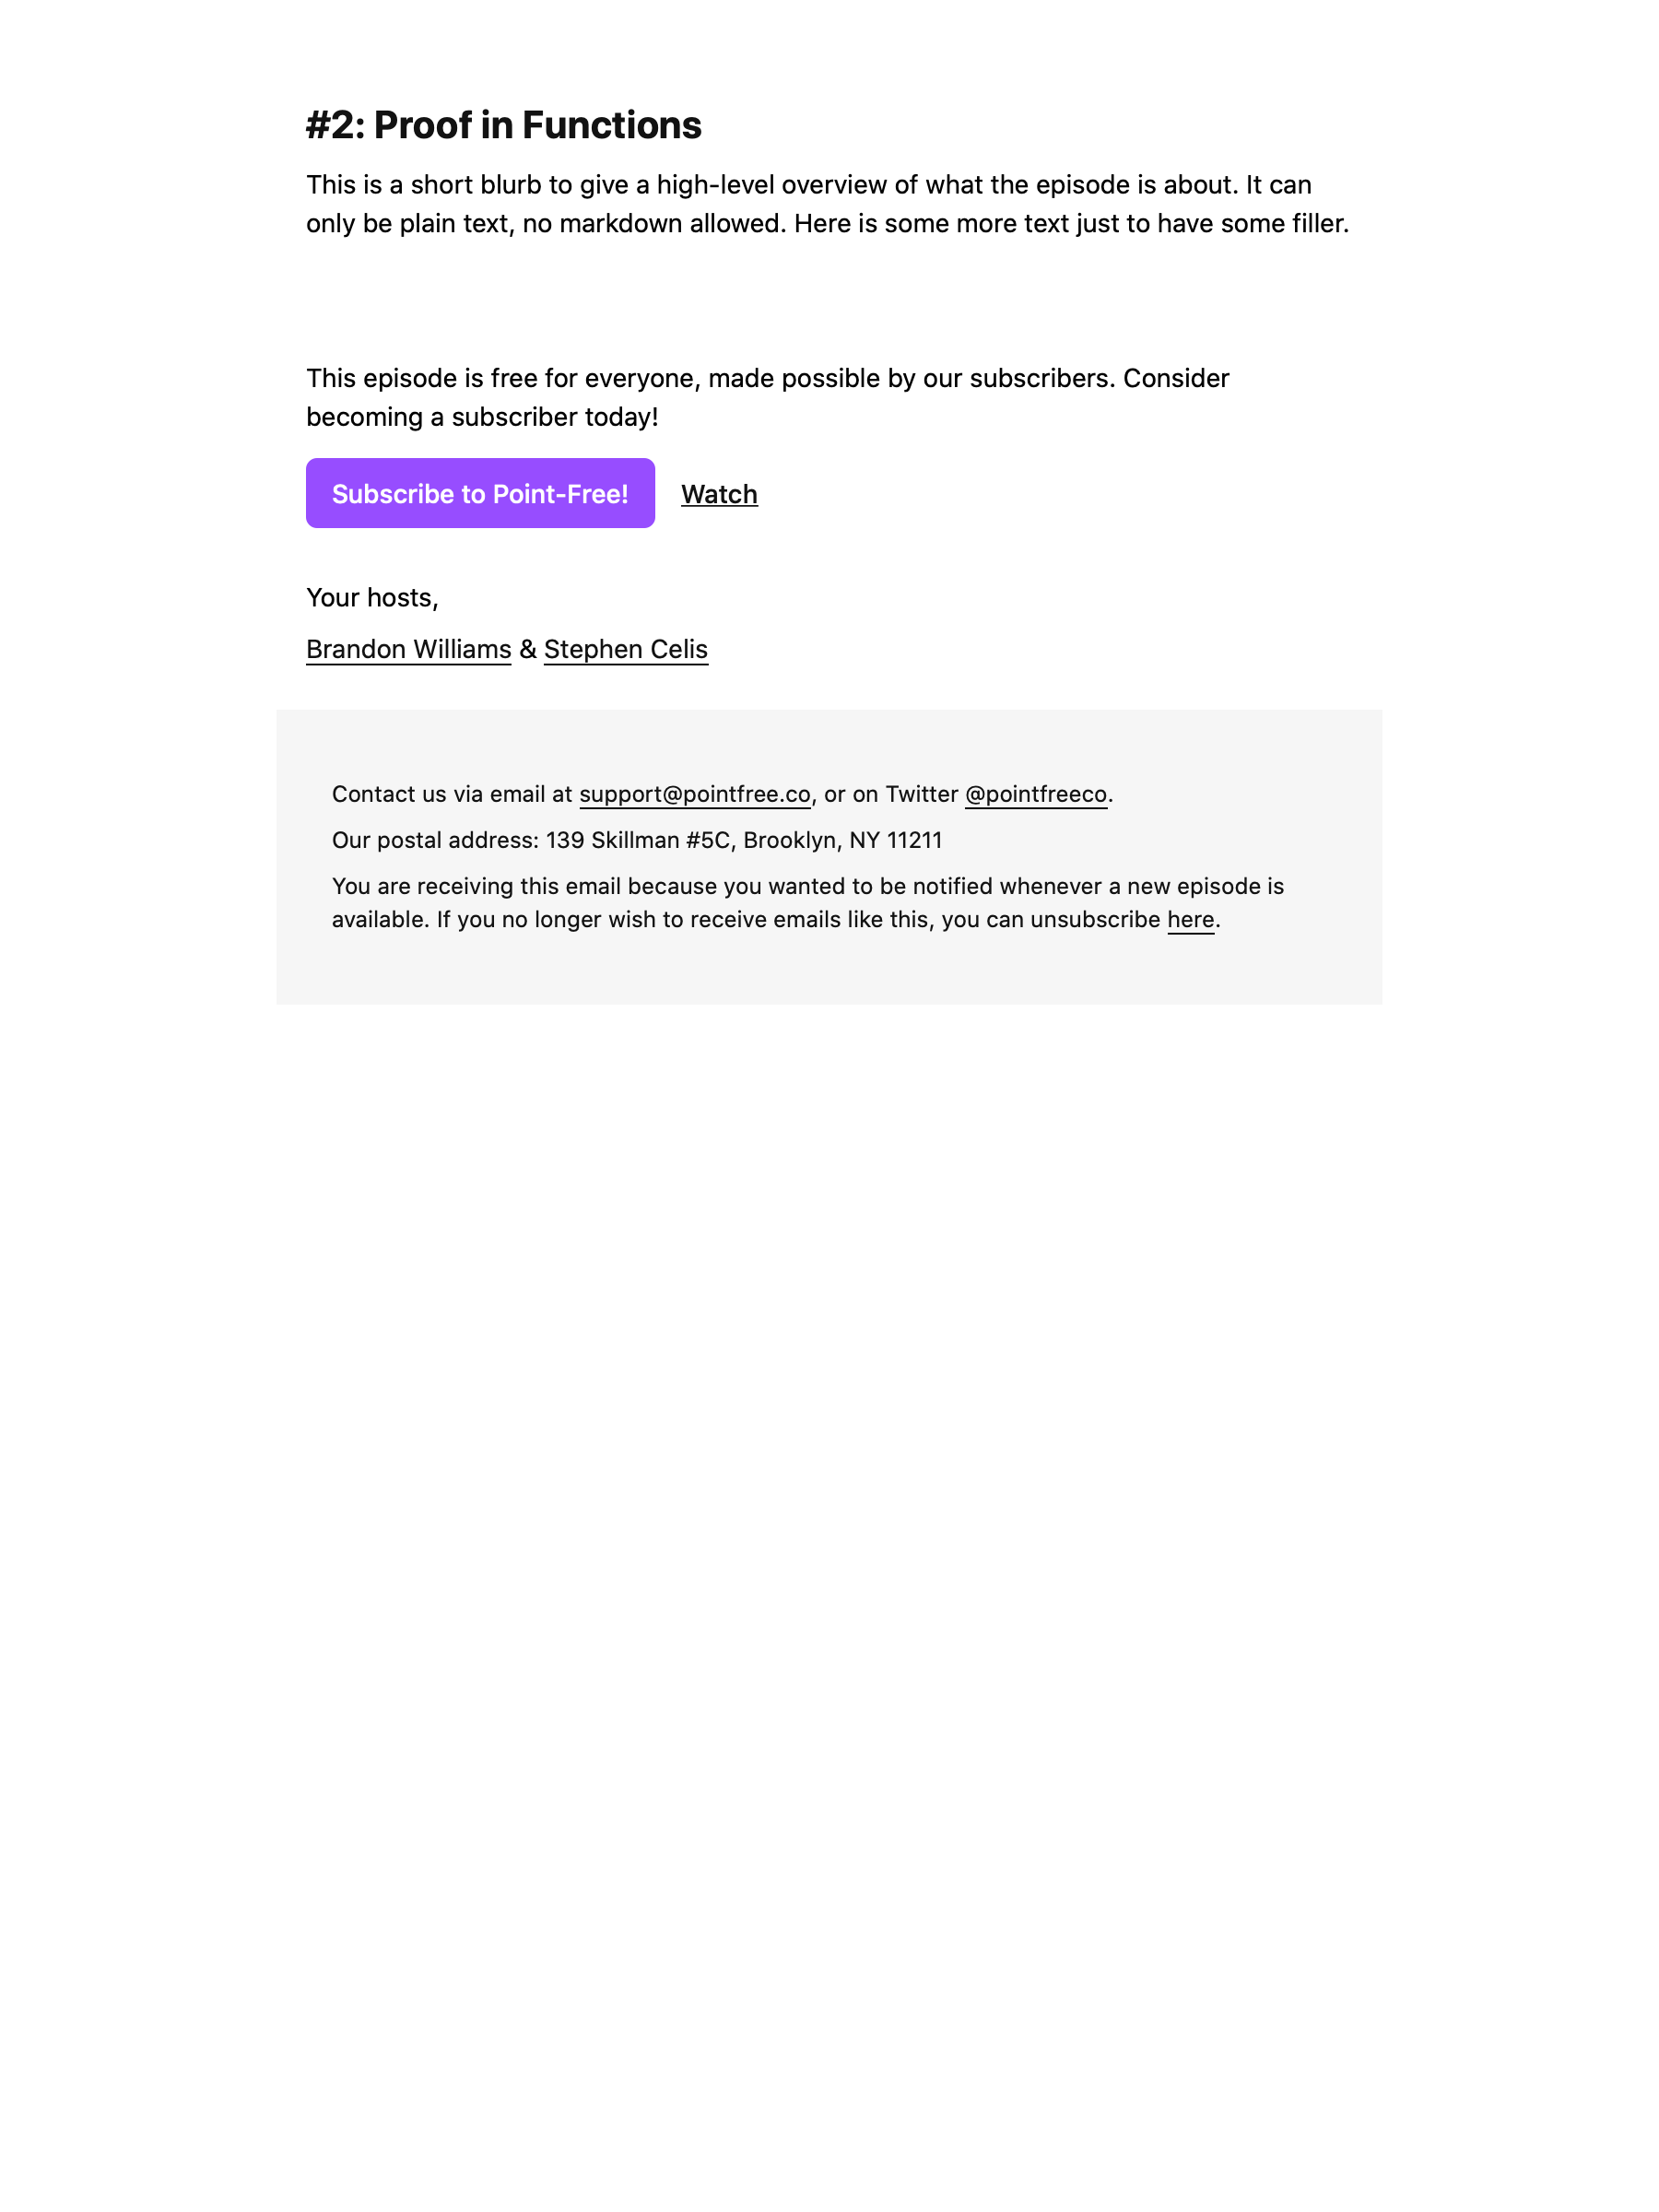 #2: Proof in Functions
This is a short blurb to give a high-level overview of what the episode is about. It can
only be plain text, no markdown allowed. Here is some more text just to have some filler.
This episode is free for everyone, made possible by our subscribers. Consider
becoming a subscriber today!
Subscribe to Point-Free! Watch
Your hosts,
Brandon Williams & Stephen Celis
Contact us via email at support@pointfree.co, or on Twitter @pointfreeco.
Our postal address: 139 Skillman #5C, Brooklyn, NY 11211
You are receiving this email because you wanted to be notified whenever a new episode is
available. If you no longer wish to receive emails like this, you can unsubscribe here.